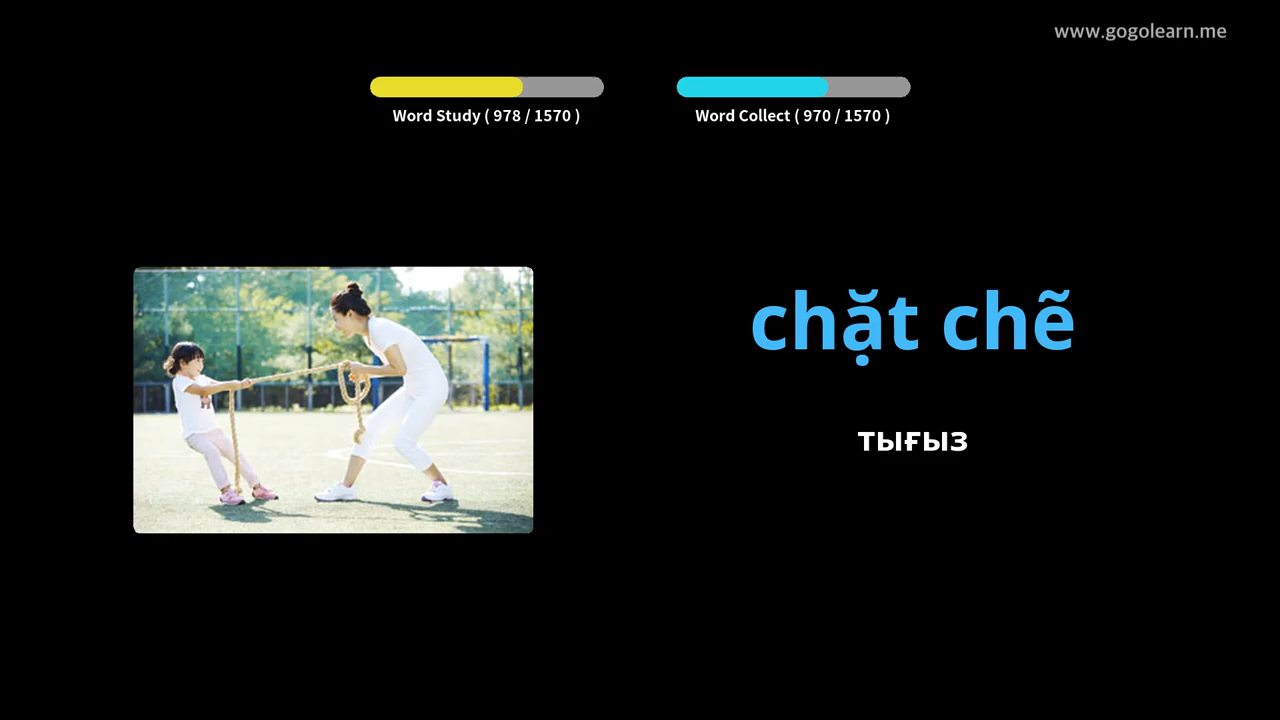 www.gogolearn.me
Word Study ( 978 / 1570 )
Word Collect ( 970 / 1570 )
chặt chẽ
тығыз